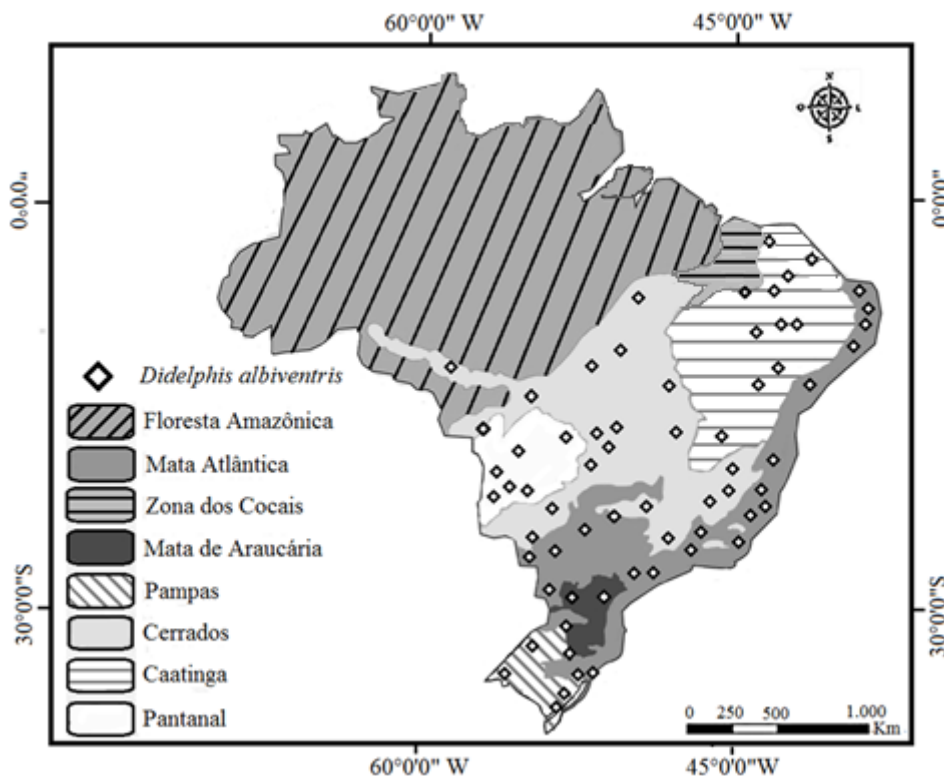 60°0'0" W 45°0'0" W
N
O L
S
0°0'0" 0°0'0"
Didelphis albiventris
Floresta Amazônica
Mata Atlântica
Zona dos Cocais
Mata de Araucária
Pampas
Cerrados
Caatinga
Pantanal
30°0'0"S 30°0'0"S
0 250 500 1.000
Km
60°0'0" W 45°0'0" W